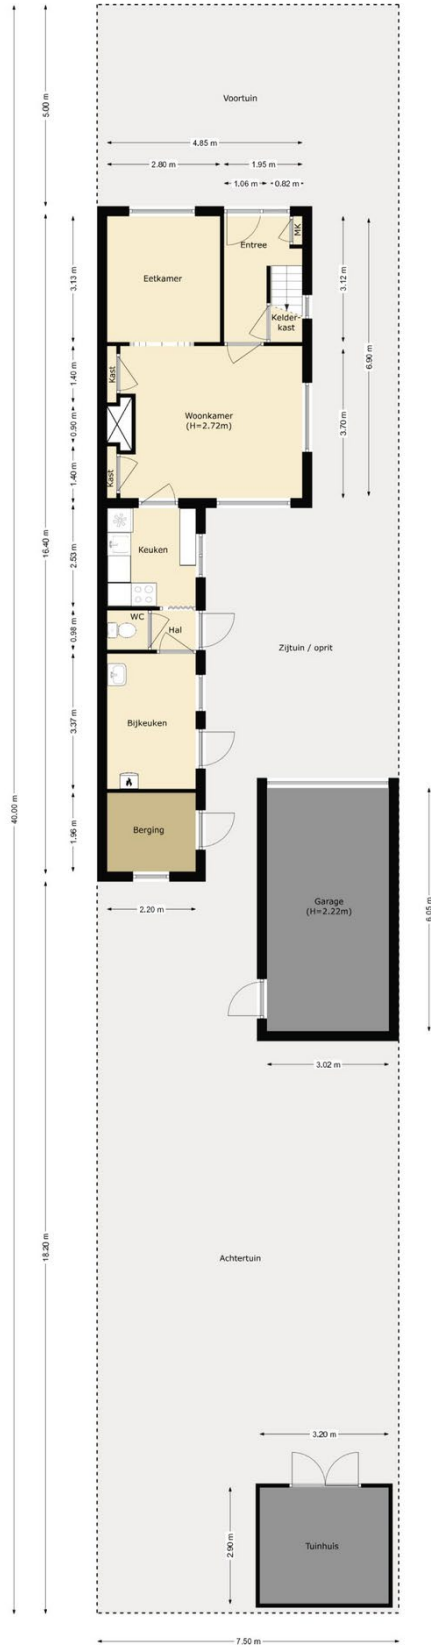 Voortuin
5.00 m
4.85 m
2.80 m
1.95 m
1.06 m
0.82 m
MK
Entree
Eetkamer
3.13 m
3.12 m
Kelder-
kast
6.90 m
Kast
1.40 m
Woonkamer
(H=2.72m)
0.90 m
3.70 m
Kast
1.40 m
16.40 m
Keuken
2.53 m
WC
0.98 m
Hal
Zijtuin / oprit
Bijkeuken
3.37 m
40.00 m
Berging
1.96 m
2.20 m
Garage
(H=2.22m)
6.05 m
3.02 m
18.20 m
Achtertuin
3.20 m
2.90 m
Tuinhuis
7.50 m